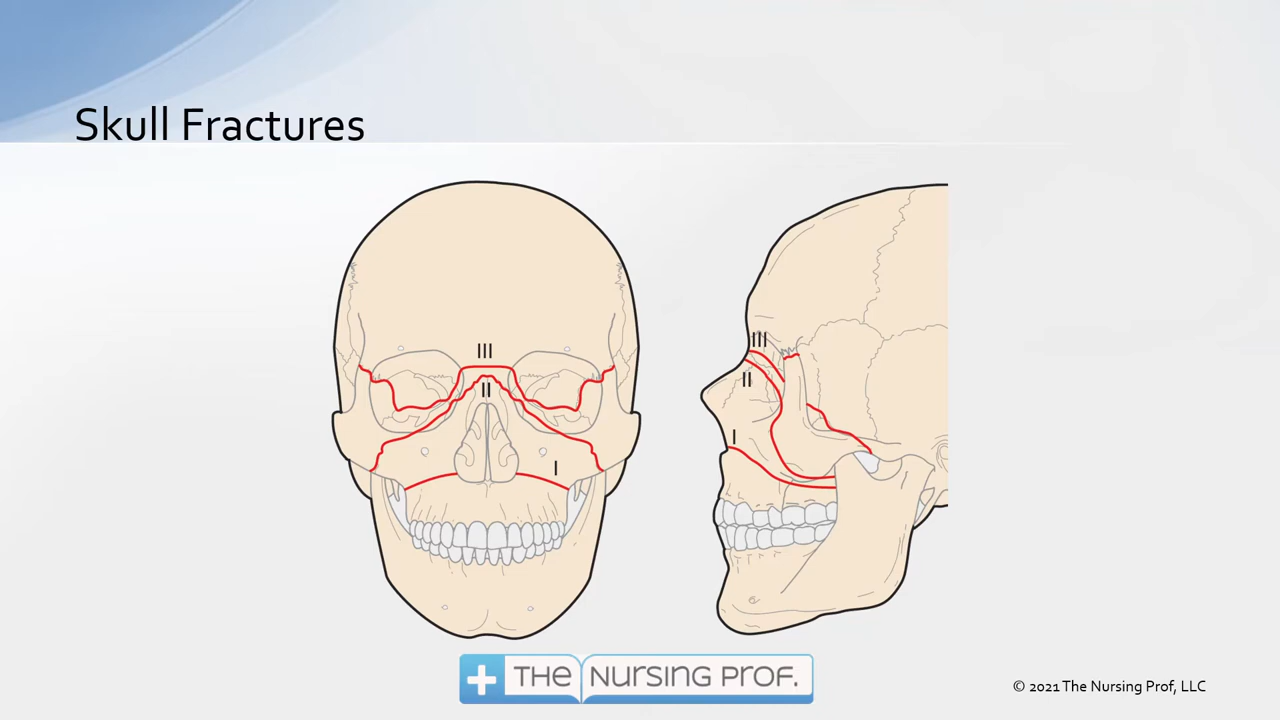 Skull Fractures
III
II
I
III
II
I
THE NURSING PROF.
© 2021 The Nursing Prof, LLC